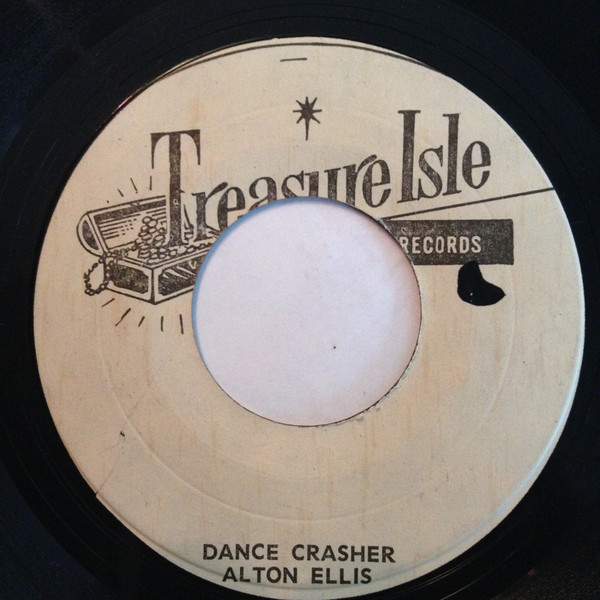 Treasure Isle
RECORDS
DANCE CRASHER
ALTON ELLIS